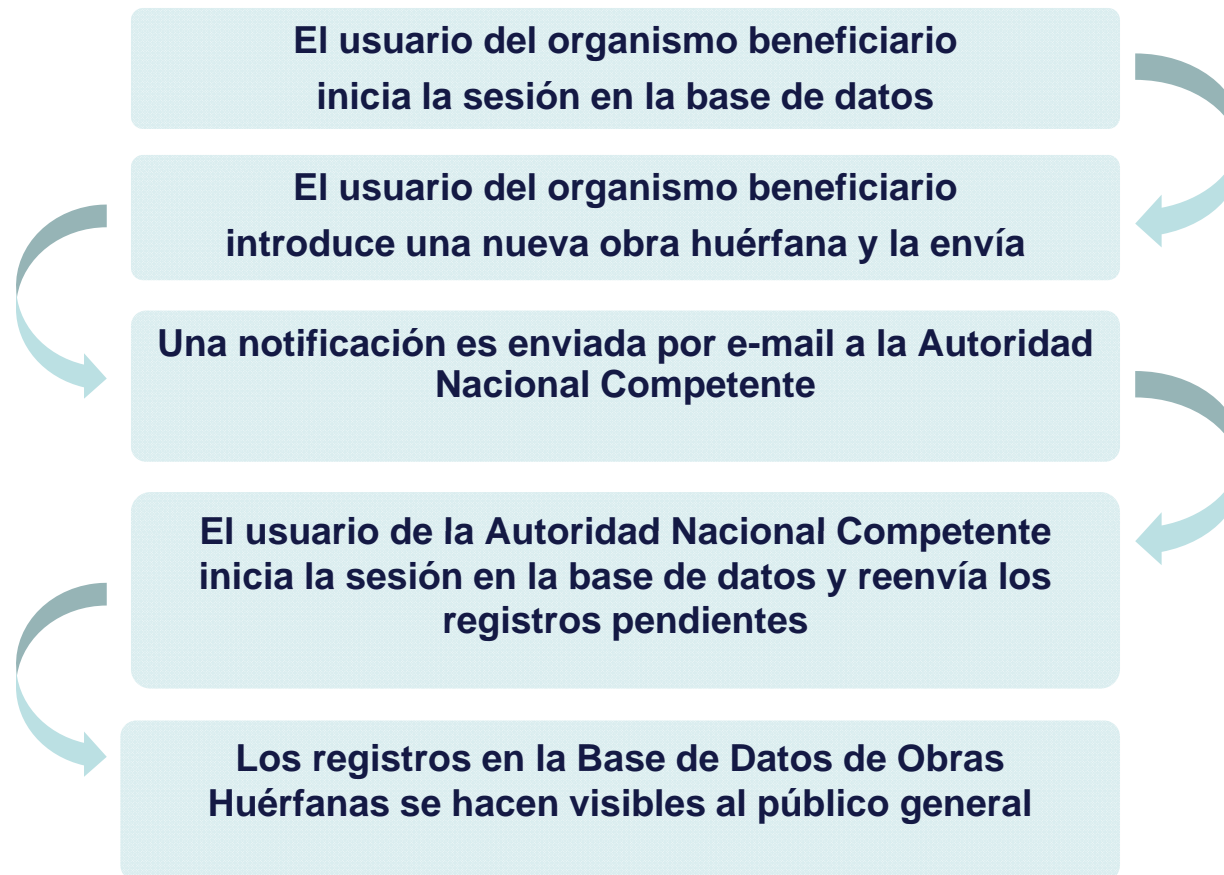 El usuario del organismo beneficiario
inicia la sesión en la base de datos
El usuario del organismo beneficiario
introduce una nueva obra huérfana y la envía
Una notificación es enviada por e-mail a la Autoridad
Nacional Competente
El usuario de la Autoridad Nacional Competente
inicia la sesión en la base de datos y reenvía los
registros pendientes
Los registros en la Base de Datos de Obras
Huérfanas se hacen visibles al público general